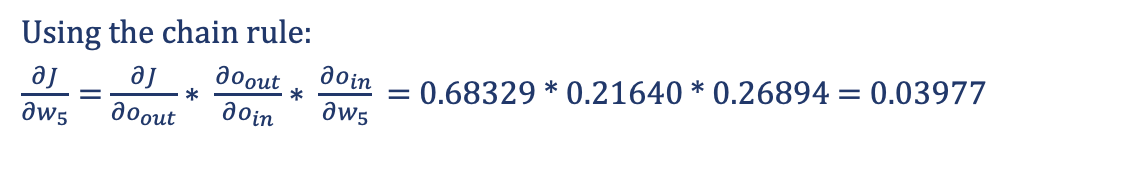 Using the chain rule:
∂J/∂w₅ = ∂J/∂o_out * ∂o_out/∂o_in * ∂o_in/∂w₅ = 0.68329 * 0.21640 * 0.26894 = 0.03977